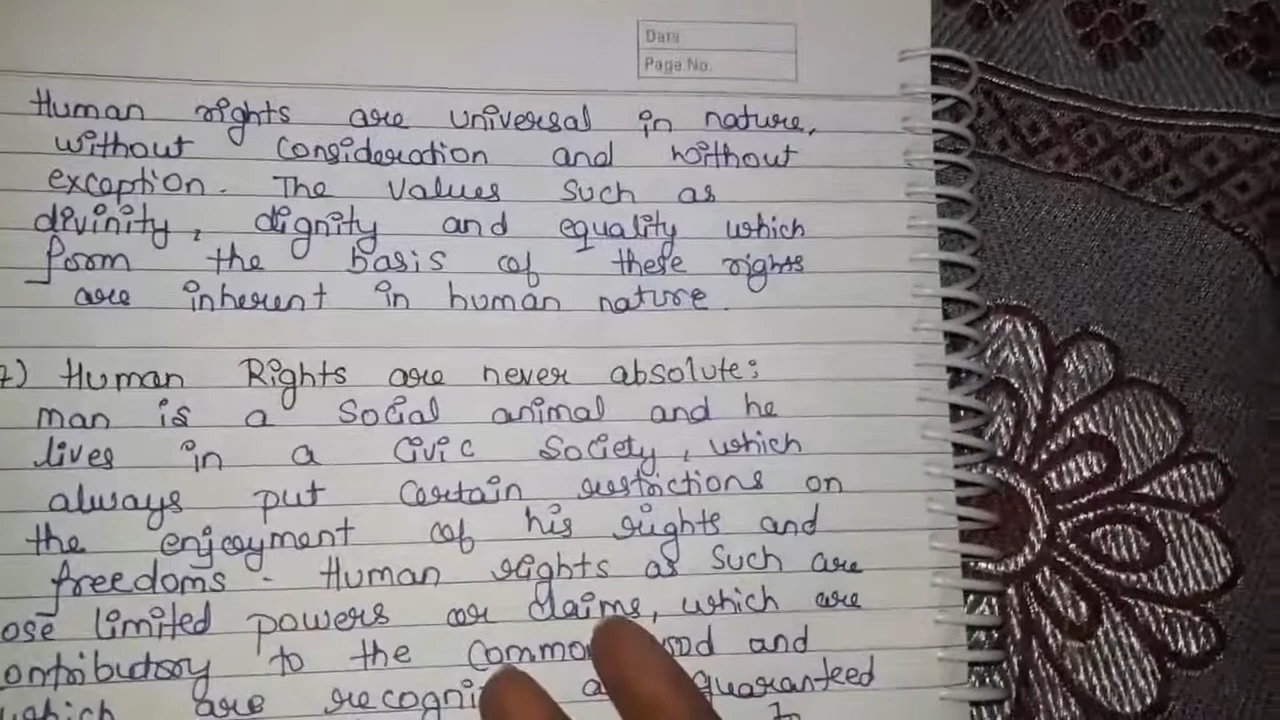 Date
Page No.
Human rights are universal in nature,
without consideration and without
exception. The values such as
divinity, dignity and equality which
form the basis of these rights
are inherent in human nature.
7) Human Rights are never absolute:
man is a social animal and he
lives in a civic society, which
always put certain restrictions on
the enjoyment of his rights and
freedoms. Human rights as such are
ose limited powers or claims, which are
ontributory to the common and
which are recogni guaranteed